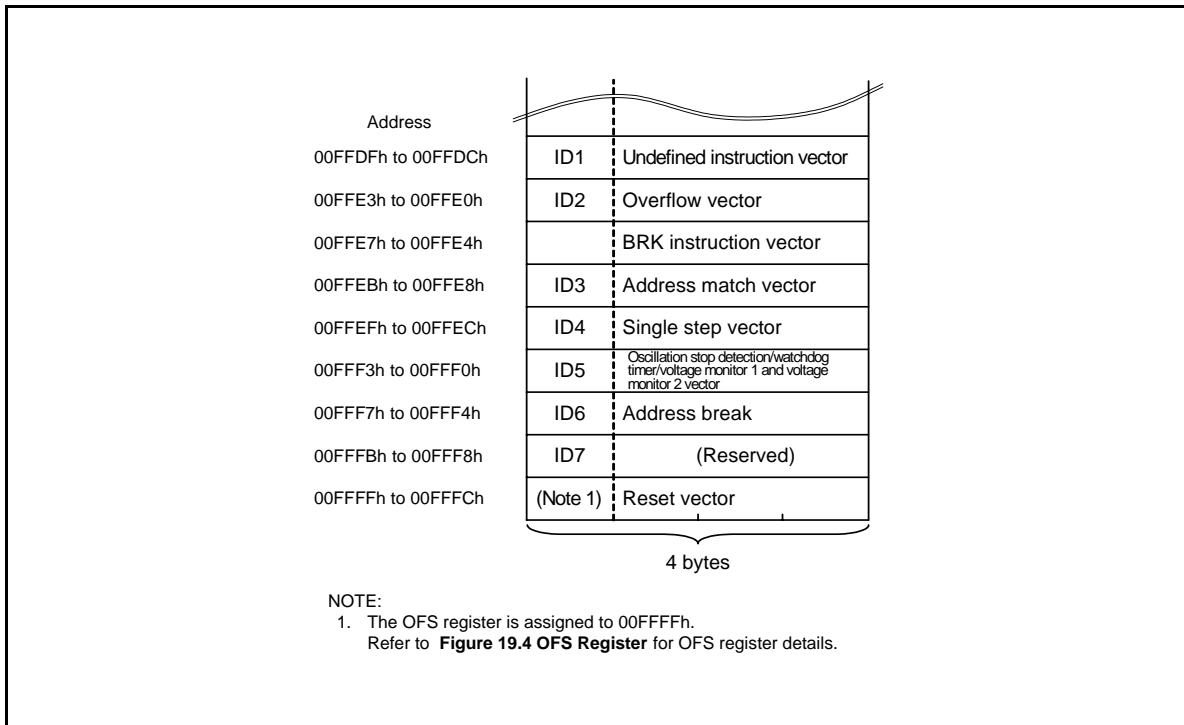 Address
00FFDFh to 00FFDCh ID1 Undefined instruction vector
00FFE3h to 00FFE0h ID2 Overflow vector
00FFE7h to 00FFE4h BRK instruction vector
00FFEBh to 00FFE8h ID3 Address match vector
00FFEFh to 00FFECh ID4 Single step vector
00FFF3h to 00FFF0h ID5 Oscillation stop detection/watchdog
timer/voltage monitor 1 and voltage
monitor 2 vector
00FFF7h to 00FFF4h ID6 Address break
00FFFBh to 00FFF8h ID7 (Reserved)
00FFFFh to 00FFFCh (Note 1) Reset vector
4 bytes
NOTE:
1. The OFS register is assigned to 00FFFFh.
Refer to Figure 19.4 OFS Register for OFS register details.